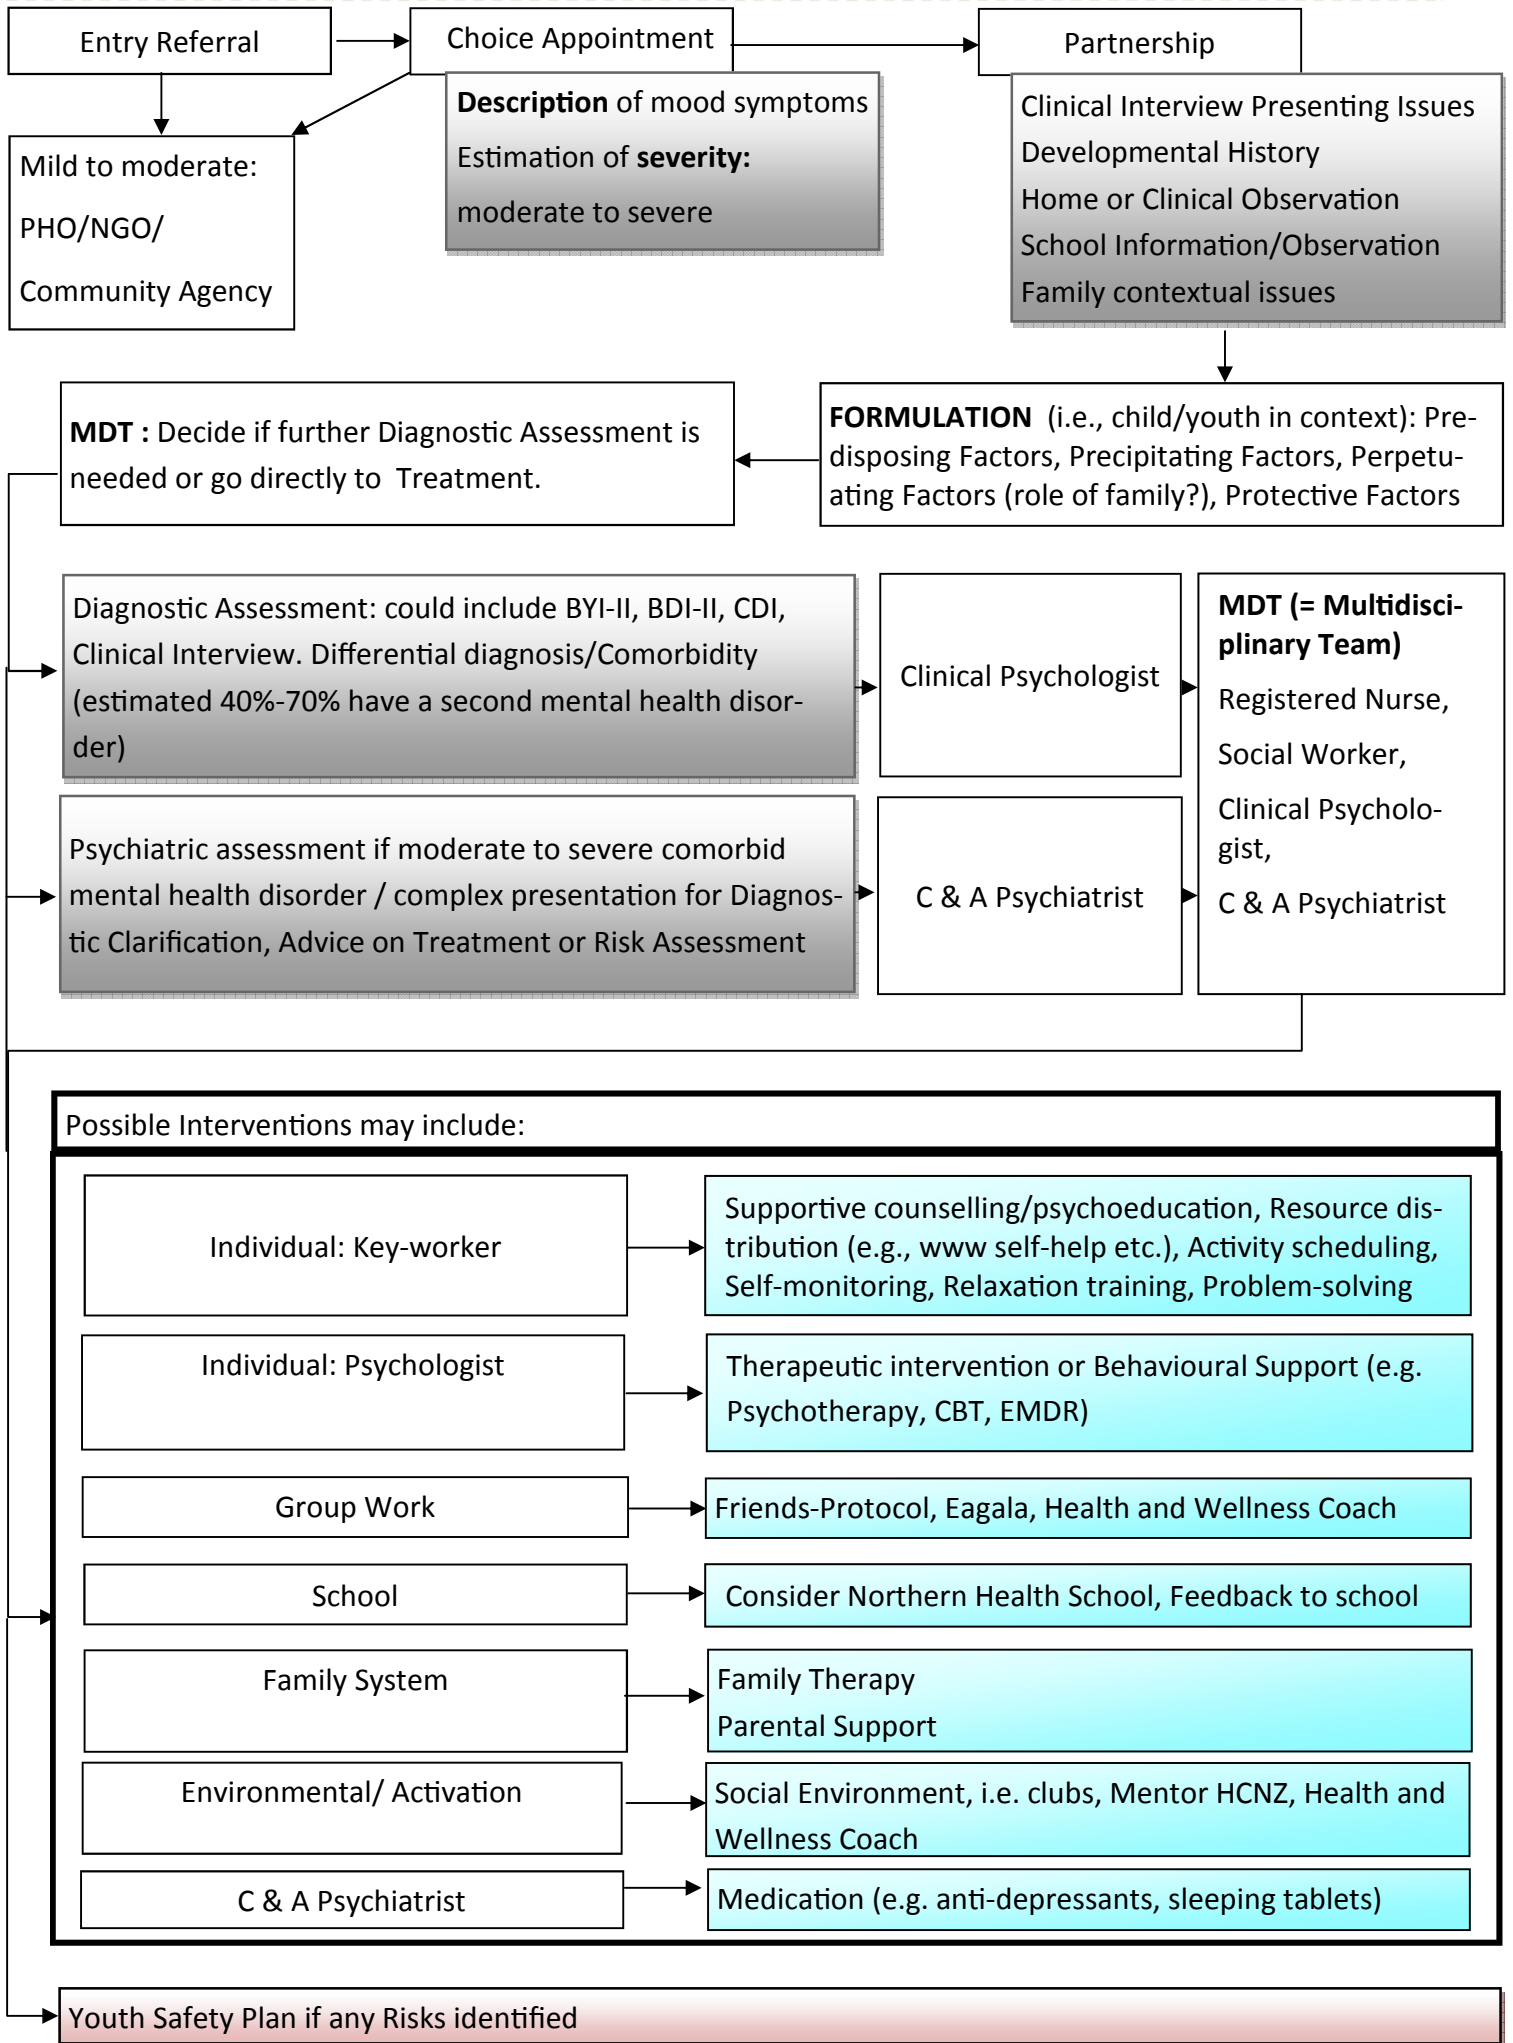 Entry Referral
Choice Appointment
Partnership
Description of mood symptoms
Estimation of severity:
moderate to severe
Clinical Interview Presenting Issues
Developmental History
Home or Clinical Observation
School Information/Observation
Family contextual issues
Mild to moderate:
PHO/NGO/
Community Agency
MDT : Decide if further Diagnostic Assessment is
needed or go directly to Treatment.
FORMULATION (i.e., child/youth in context): Pre-
disposing Factors, Precipitating Factors, Perpetu-
ating Factors (role of family?), Protective Factors
Diagnostic Assessment: could include BYI-II, BDI-II, CDI,
Clinical Interview. Differential diagnosis/Comorbidity
(estimated 40%-70% have a second mental health disor-
der)
Clinical Psychologist
MDT (= Multidisci-
plinary Team)
Registered Nurse,
Social Worker,
Clinical Psycholo-
gist,
C & A Psychiatrist
Psychiatric assessment if moderate to severe comorbid
mental health disorder / complex presentation for Diagnos-
tic Clarification, Advice on Treatment or Risk Assessment
C & A Psychiatrist
Possible Interventions may include:
Individual: Key-worker
Supportive counselling/psychoeducation, Resource dis-
tribution (e.g., www self-help etc.), Activity scheduling,
Self-monitoring, Relaxation training, Problem-solving
Individual: Psychologist
Therapeutic intervention or Behavioural Support (e.g.
Psychotherapy, CBT, EMDR)
Group Work
Friends-Protocol, Eagala, Health and Wellness Coach
School
Consider Northern Health School, Feedback to school
Family System
Family Therapy
Parental Support
Environmental/ Activation
Social Environment, i.e. clubs, Mentor HCNZ, Health and
Wellness Coach
C & A Psychiatrist
Medication (e.g. anti-depressants, sleeping tablets)
Youth Safety Plan if any Risks identified